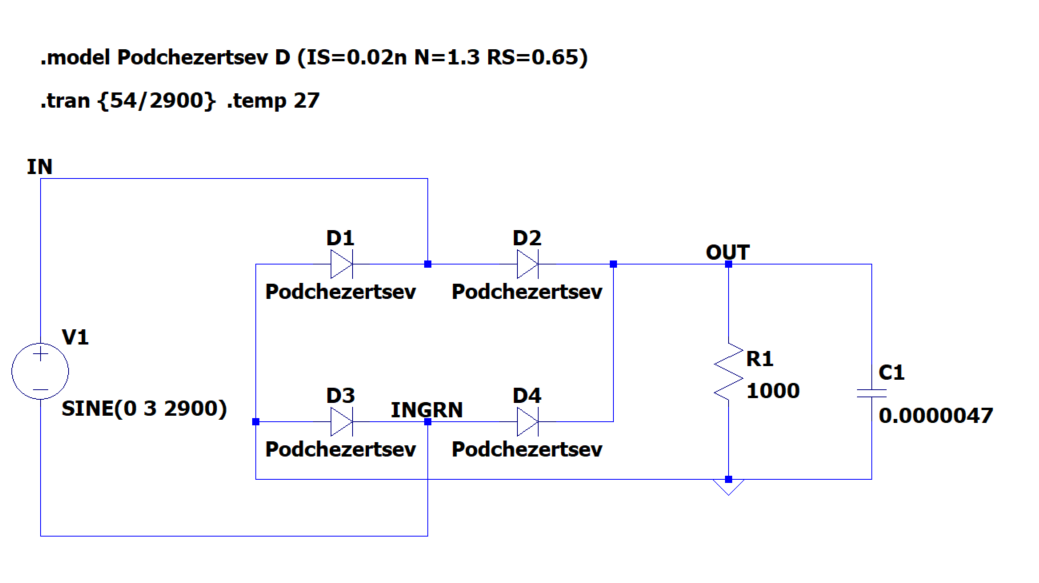 .model Podchezertsev D (IS=0.02n N=1.3 RS=0.65)
.tran {54/2900} .temp 27
IN
D1
D2
OUT
Podchezertsev
Podchezertsev
V1
R1
C1
1000
SINE(0 3 2900)
D3
INGRN
D4
0.0000047
Podchezertsev
Podchezertsev